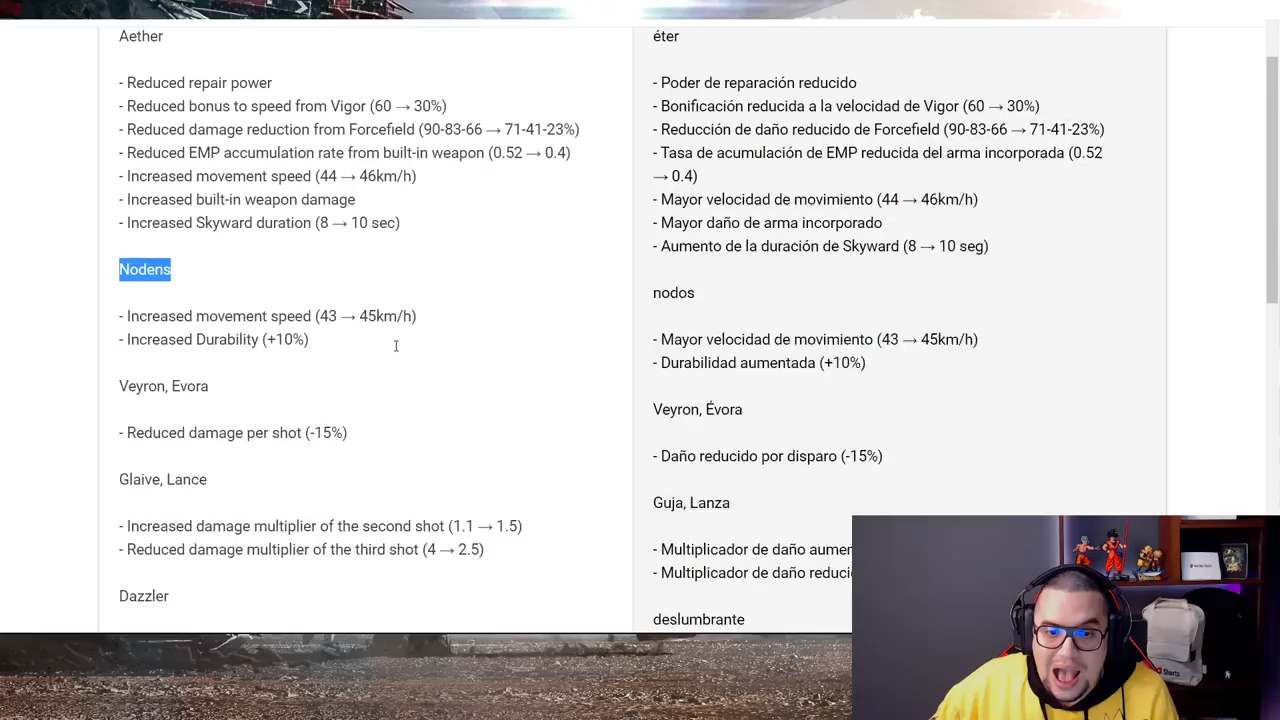 Aether
- Reduced repair power
- Reduced bonus to speed from Vigor (60 → 30%)
- Reduced damage reduction from Forcefield (90-83-66 → 71-41-23%)
- Reduced EMP accumulation rate from built-in weapon (0.52 → 0.4)
- Increased movement speed (44 → 46km/h)
- Increased built-in weapon damage
- Increased Skyward duration (8 → 10 sec)
Nodens
- Increased movement speed (43 → 45km/h)
- Increased Durability (+10%)
Veyron, Evora
- Reduced damage per shot (-15%)
Glaive, Lance
- Increased damage multiplier of the second shot (1.1 → 1.5)
- Reduced damage multiplier of the third shot (4 → 2.5)
Dazzler
éter
- Poder de reparación reducido
- Bonificación reducida a la velocidad de Vigor (60 → 30%)
- Reducción de daño reducido de Forcefield (90-83-66 → 71-41-23%)
- Tasa de acumulación de EMP reducida del arma incorporada (0.52
→ 0.4)
- Mayor velocidad de movimiento (44 → 46km/h)
- Mayor daño de arma incorporado
- Aumento de la duración de Skyward (8 → 10 seg)
nodos
- Mayor velocidad de movimiento (43 → 45km/h)
- Durabilidad aumentada (+10%)
Veyron, Évora
- Daño reducido por disparo (-15%)
Guja, Lanza
- Multiplicador de daño aumen
- Multiplicador de daño reduci
deslumbrante
Shorts